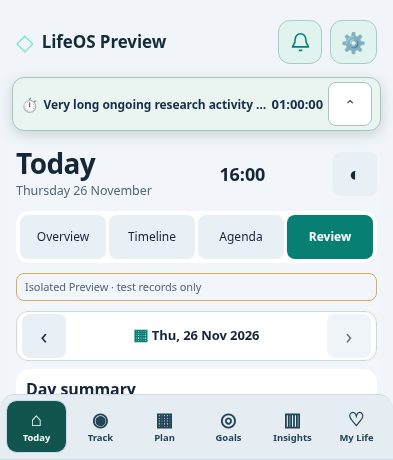 LifeOS Preview
Very long ongoing research activity ... 01:00:00
Today 16:00
Thursday 26 November
Overview Timeline Agenda Review
Isolated Preview · test records only
Thu, 26 Nov 2026
Day summary
Today Track Plan Goals Insights My Life